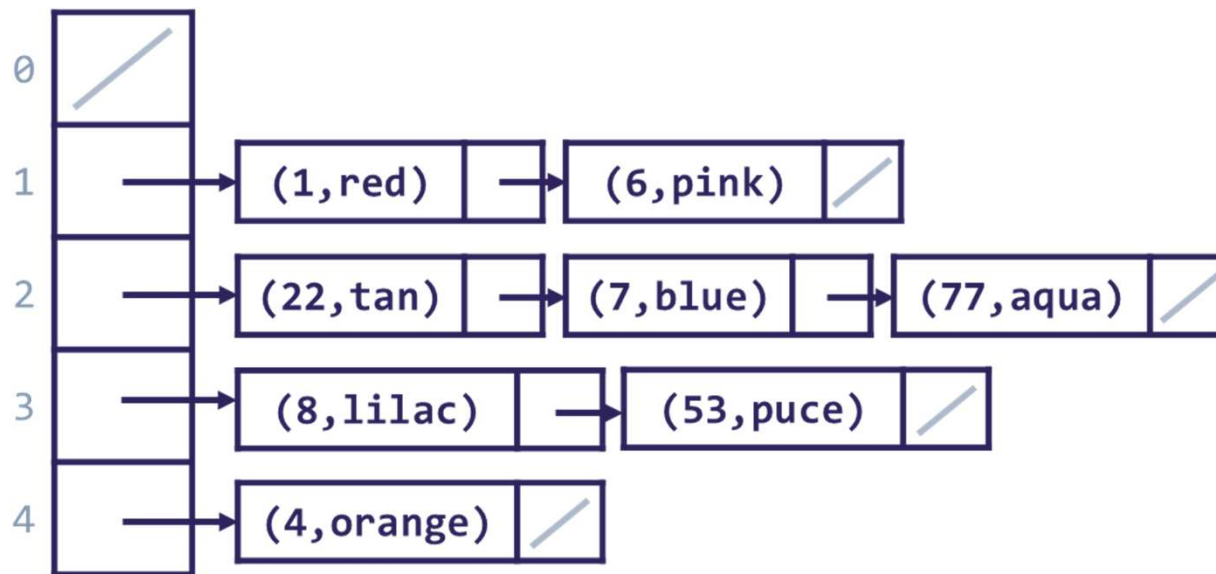 0
1 (1,red) (6,pink)
2 (22,tan) (7,blue) (77,aqua)
3 (8,lilac) (53,puce)
4 (4,orange)